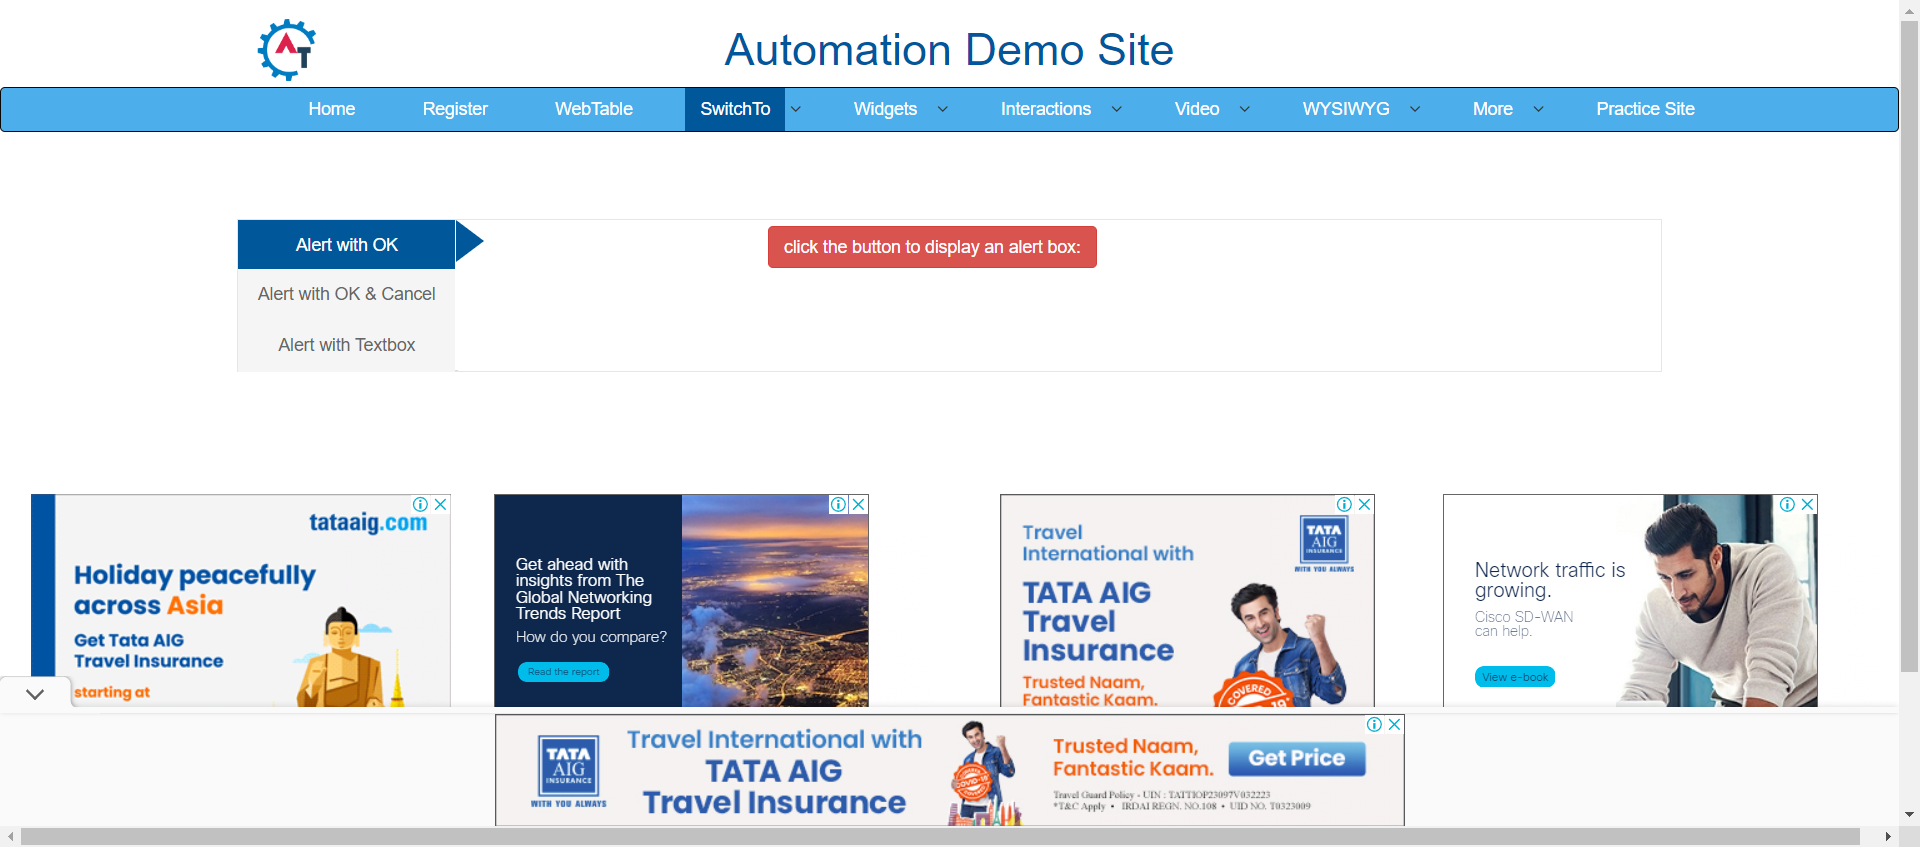 AT
Automation Demo Site
Home Register WebTable SwitchTo Widgets Interactions Video WYSIWYG More Practice Site
Alert with OK
click the button to display an alert box:
Alert with OK & Cancel
Alert with Textbox
tataaig.com
Holiday peacefully
across Asia
Get Tata AIG
Travel Insurance
starting at
Get ahead with
insights from The
Global Networking
Trends Report
How do you compare?
Read the report
Travel
International with
TATA AIG
Travel
Insurance
Trusted Naam,
Fantastic Kaam.
TATA
AIG
INSURANCE
WITH YOU ALWAYS
COVERED
Network traffic is
growing.
Cisco SD-WAN
can help.
View e-book
TATA
AIG
INSURANCE
WITH YOU ALWAYS
Travel International with
TATA AIG
Travel Insurance
COVID-19
Trusted Naam,
Fantastic Kaam.
Get Price
Travel Guard Policy - UIN : TATTIOP23097V032223
*T&C Apply • IRDAI REGN. NO.108 • UID NO. T0323009